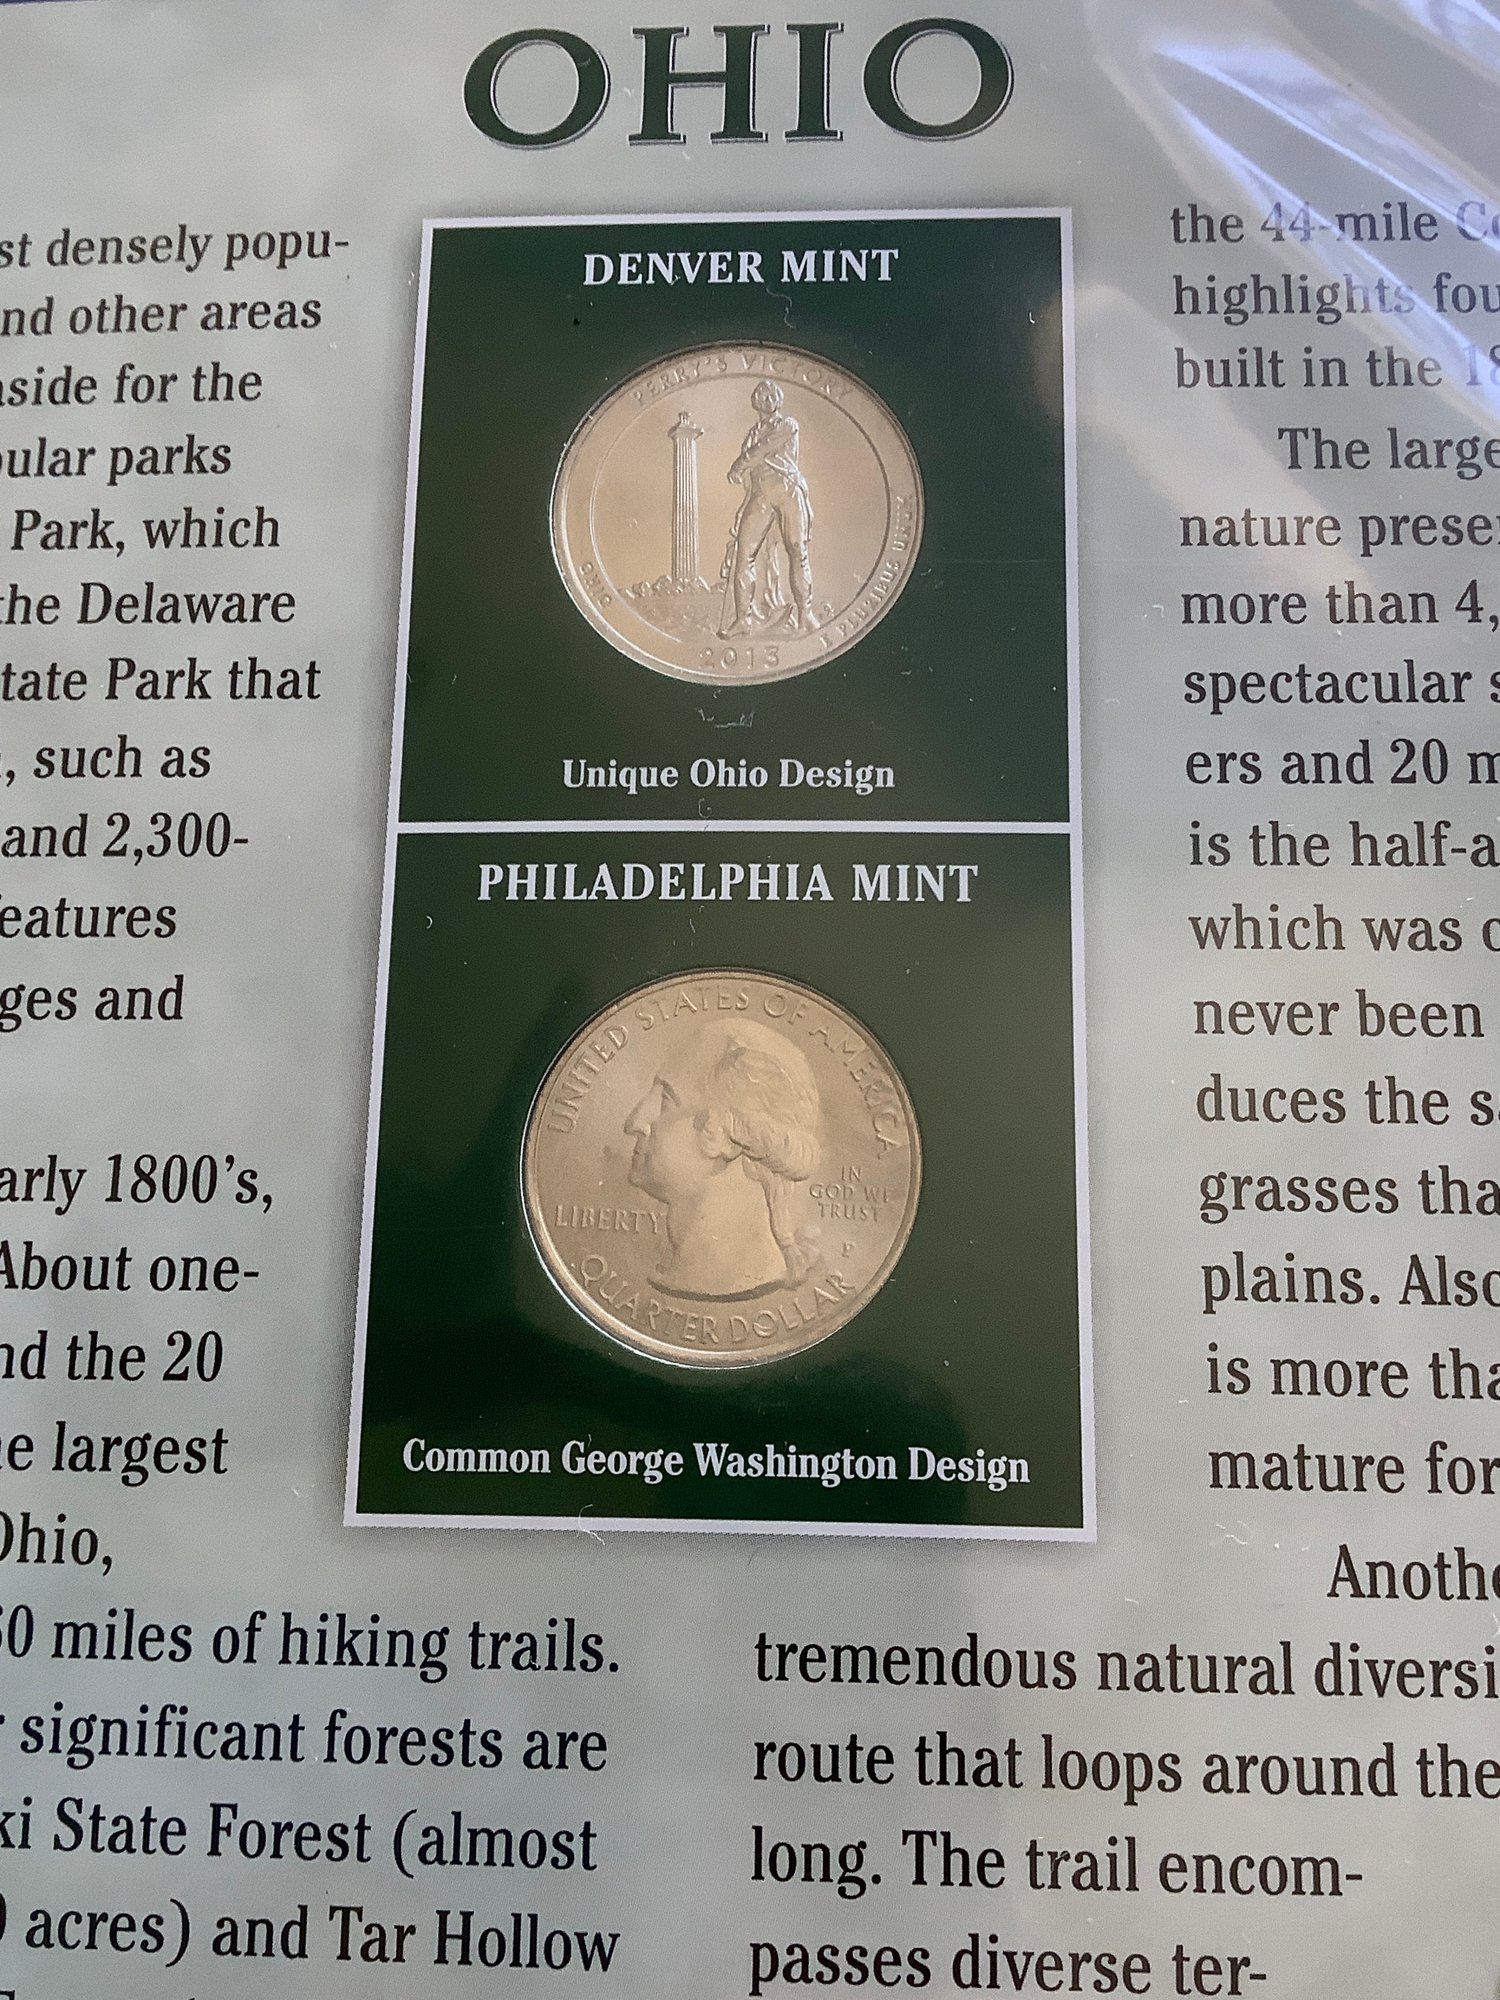 OHIO
st densely popu-
nd other areas
aside for the
pular parks
Park, which
the Delaware
tate Park that
, such as
and 2,300-
features
ges and
arly 1800's,
About one-
nd the 20
he largest
Ohio,
50 miles of hiking trails.
significant forests are
ki State Forest (almost
acres) and Tar Hollow
DENVER MINT
PERRY'S VICTORY
OHIO
2013
E PLURIBUS UNUM
Unique Ohio Design
PHILADELPHIA MINT
UNITED STATES OF AMERICA
IN
GOD WE
TRUST
LIBERTY
P
QUARTER DOLLAR
Common George Washington Design
the 44-mile
highlights fou
built in the 18
The large
nature prese
more than 4,
spectacular s
ers and 20 m
is the half-a
which was
never been
duces the s
grasses tha
plains. Also
is more tha
mature for
Anothe
tremendous natural diversi
route that loops around the
long. The trail encom-
passes diverse ter-